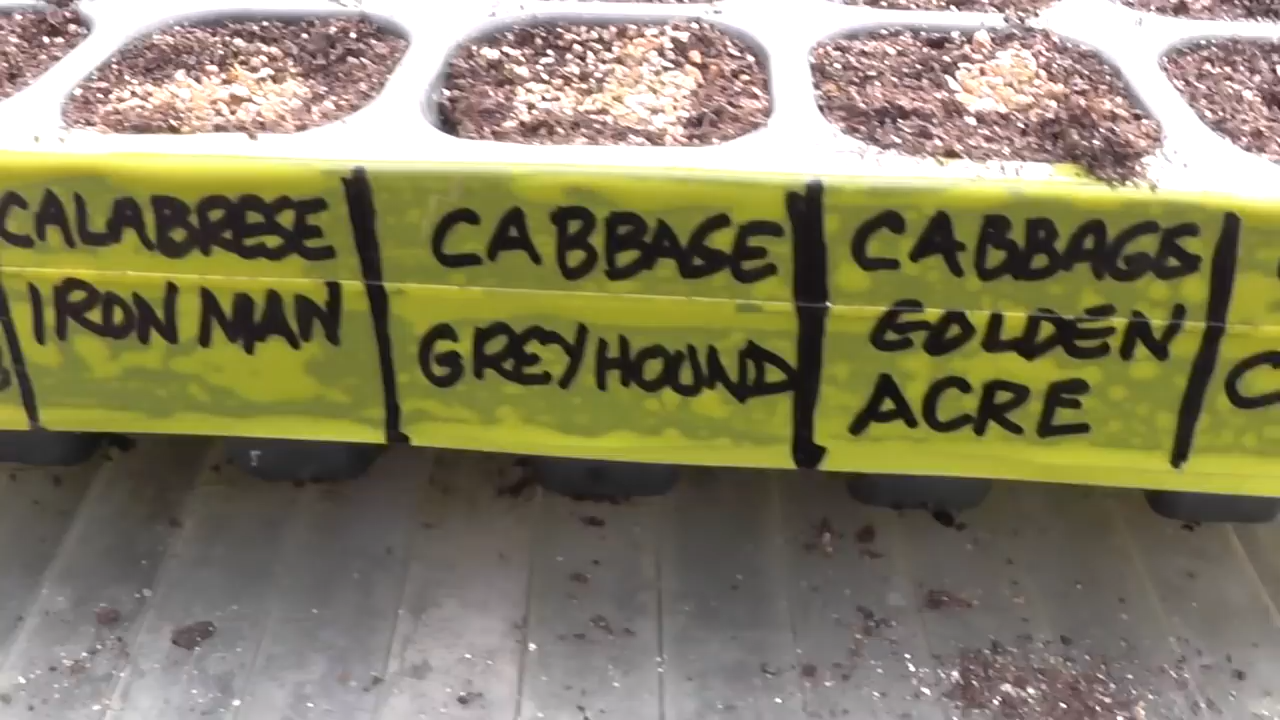 CALABRESE
IRON MAN
CABBAGE
GREYHOUND
CABBAGE
GOLDEN
ACRE